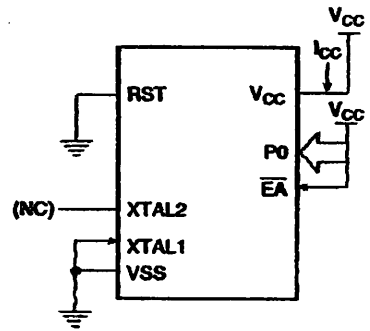 VCC
ICC
RST
VCC
VCC
P0
EA
(NC)
XTAL2
XTAL1
VSS